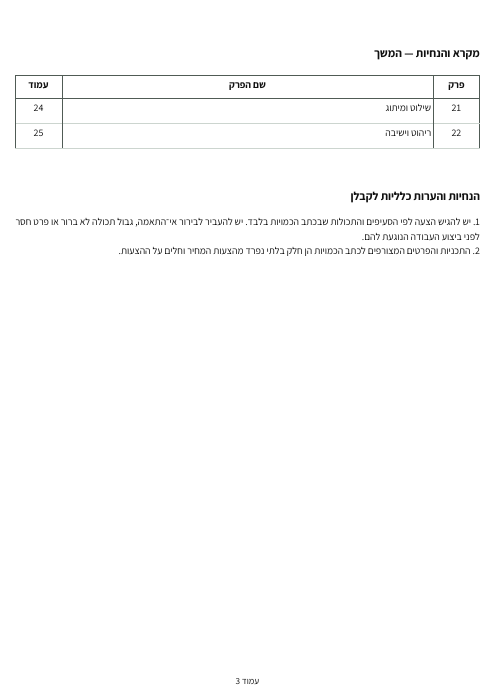 מקרא והנחיות — המשך
פרק שם הפרק עמוד
21 שילוט ומיתוג 24
22 ריהוט וישיבה 25
הנחיות והערות כלליות לקבלן
1. יש להגיש הצעה לפי הסעיפים והתכולות שבכתב הכמויות בלבד. יש להעביר לבירור אי־התאמה, גבול תכולה לא ברור או פרט חסר
לפני ביצוע העבודה הנוגעת להם.
2. התכניות והפרטים המצורפים לכתב הכמויות הן חלק בלתי נפרד מהצעות המחיר וחלים על ההצעות.
עמוד 3